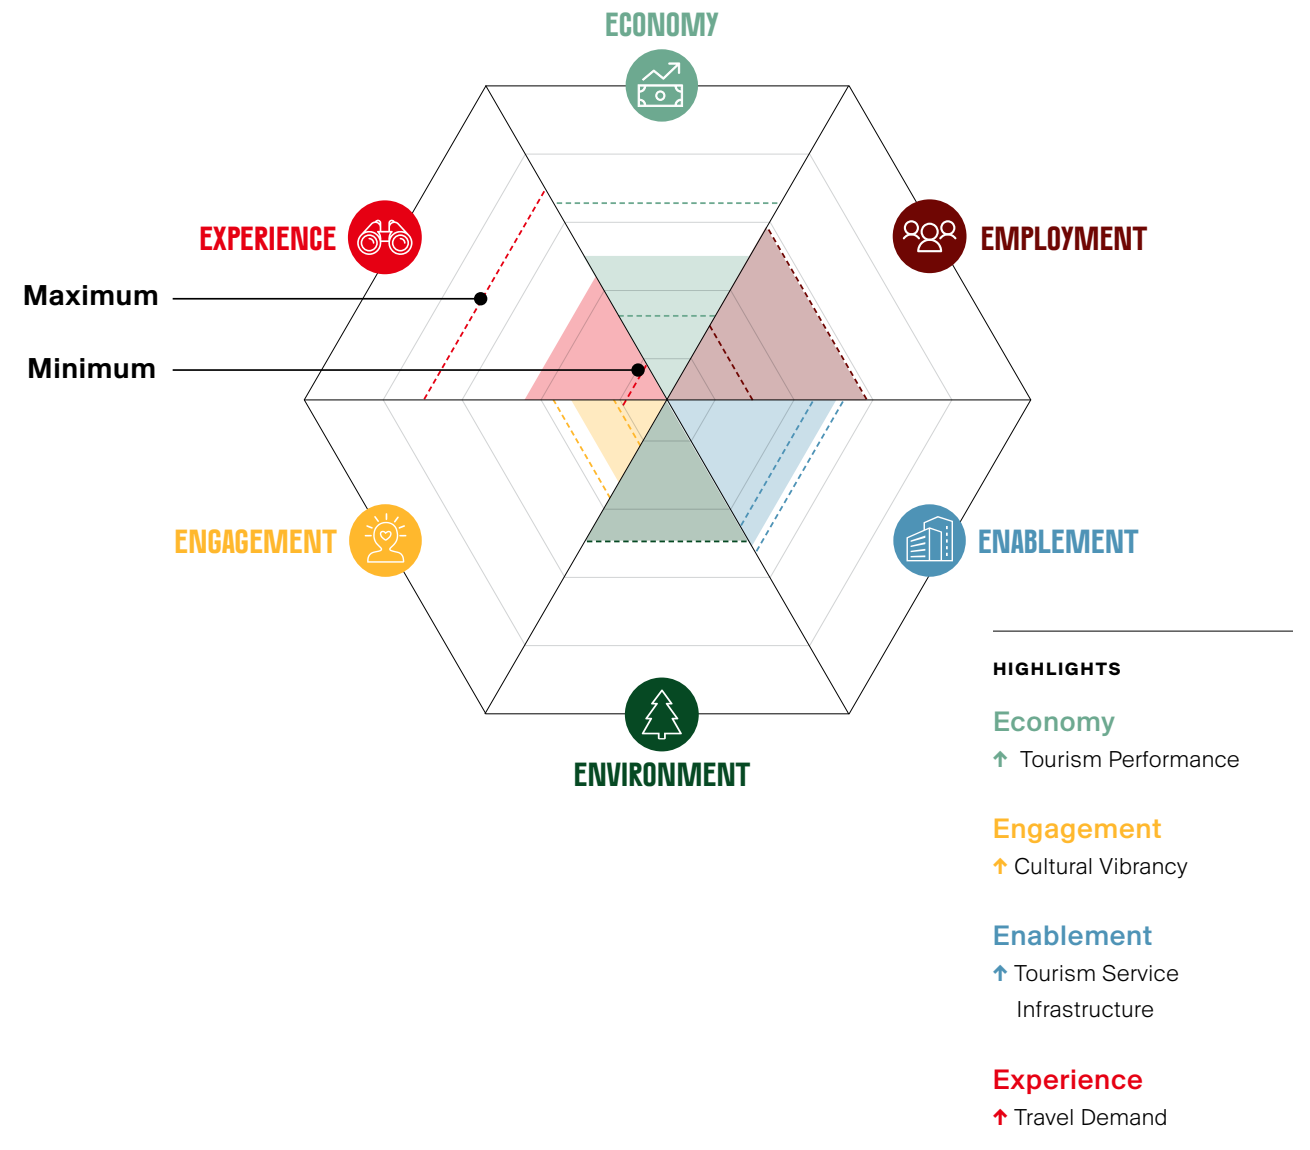 ECONOMY
EXPERIENCE
EMPLOYMENT
Maximum
Minimum
ENGAGEMENT
ENABLEMENT
ENVIRONMENT
HIGHLIGHTS
Economy
↑ Tourism Performance
Engagement
↑ Cultural Vibrancy
Enablement
↑ Tourism Service
Infrastructure
Experience
↑ Travel Demand